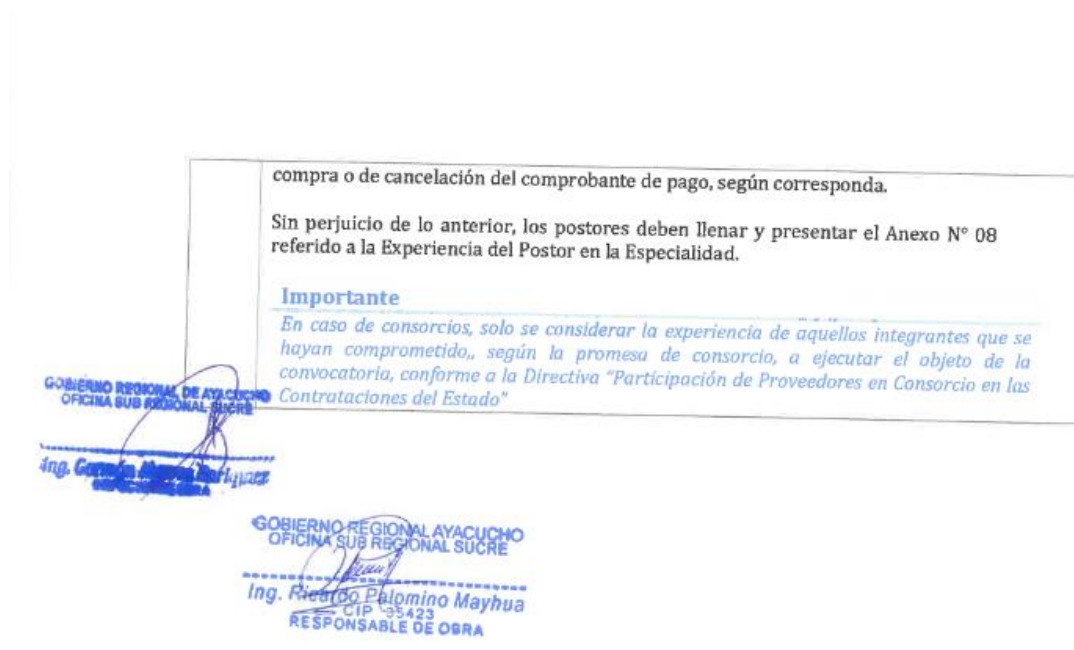 compra o de cancelación del comprobante de pago, según corresponda.
Sin perjuicio de lo anterior, los postores deben llenar y presentar el Anexo N° 08
referido a la Experiencia del Postor en la Especialidad.
Importante
En caso de consorcios, solo se considerar la experiencia de aquellos integrantes que se
hayan comprometido,, según la promesa de consorcio, a ejecutar el objeto de la
convocatoria, conforme a la Directiva "Participación de Proveedores en Consorcio en las
Contrataciones del Estado"
GOBIERNO REGIONAL DE AYACUCHO
OFICINA SUB REGIONAL SUCRE
Ing.
GOBIERNO REGIONAL AYACUCHO
OFICINA SUB REGIONAL SUCRE
Ing. Ricardo Palomino Mayhua
CIP 95423
RESPONSABLE DE OBRA